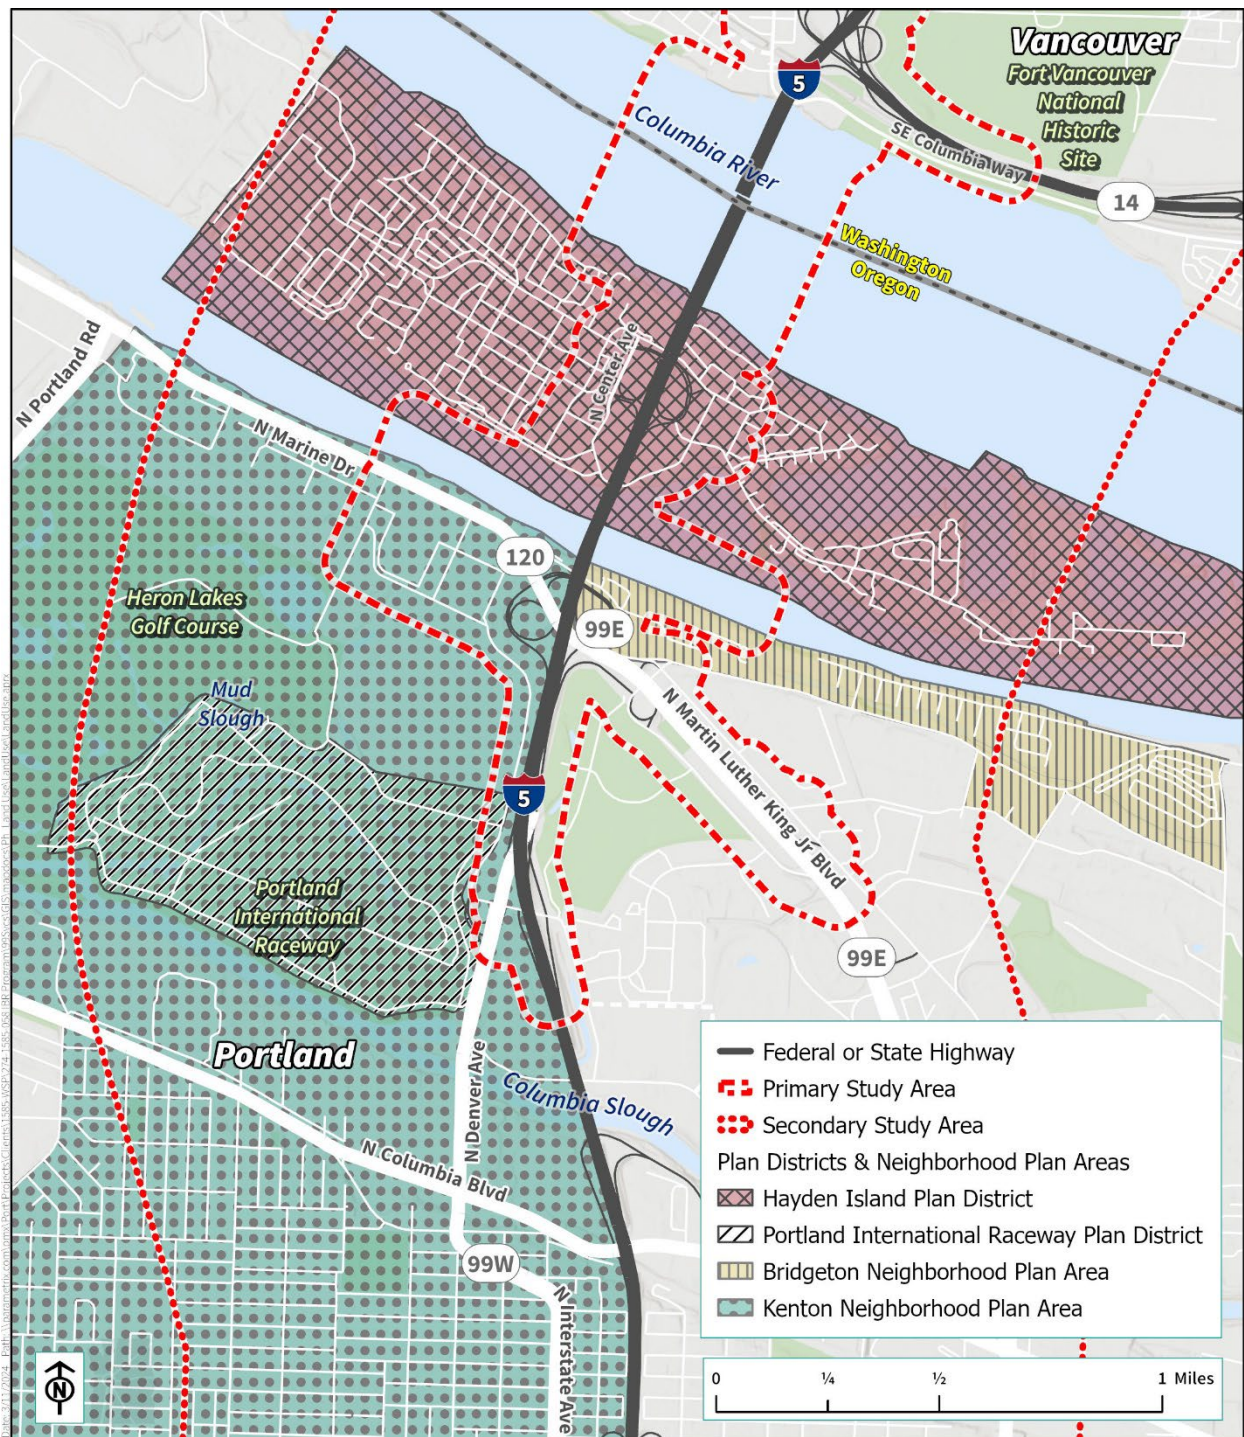 Vancouver
Fort Vancouver
National
Historic
Site
5
Columbia River
SE Columbia Way
14
Washington
Oregon
N Portland Rd
N Center Ave
N Marine Dr
120
99E
Heron Lakes
Golf Course
Mud
Slough
N Martin Luther King Jr Blvd
5
Portland
International
Raceway
99E
Portland
N Denver Ave
Columbia Slough
N Columbia Blvd
99W
N Interstate Ave
Federal or State Highway
Primary Study Area
Secondary Study Area
Plan Districts & Neighborhood Plan Areas
Hayden Island Plan District
Portland International Raceway Plan District
Bridgeton Neighborhood Plan Area
Kenton Neighborhood Plan Area
N
0 ¼ ½ 1 Miles
Date: 3/11/2024